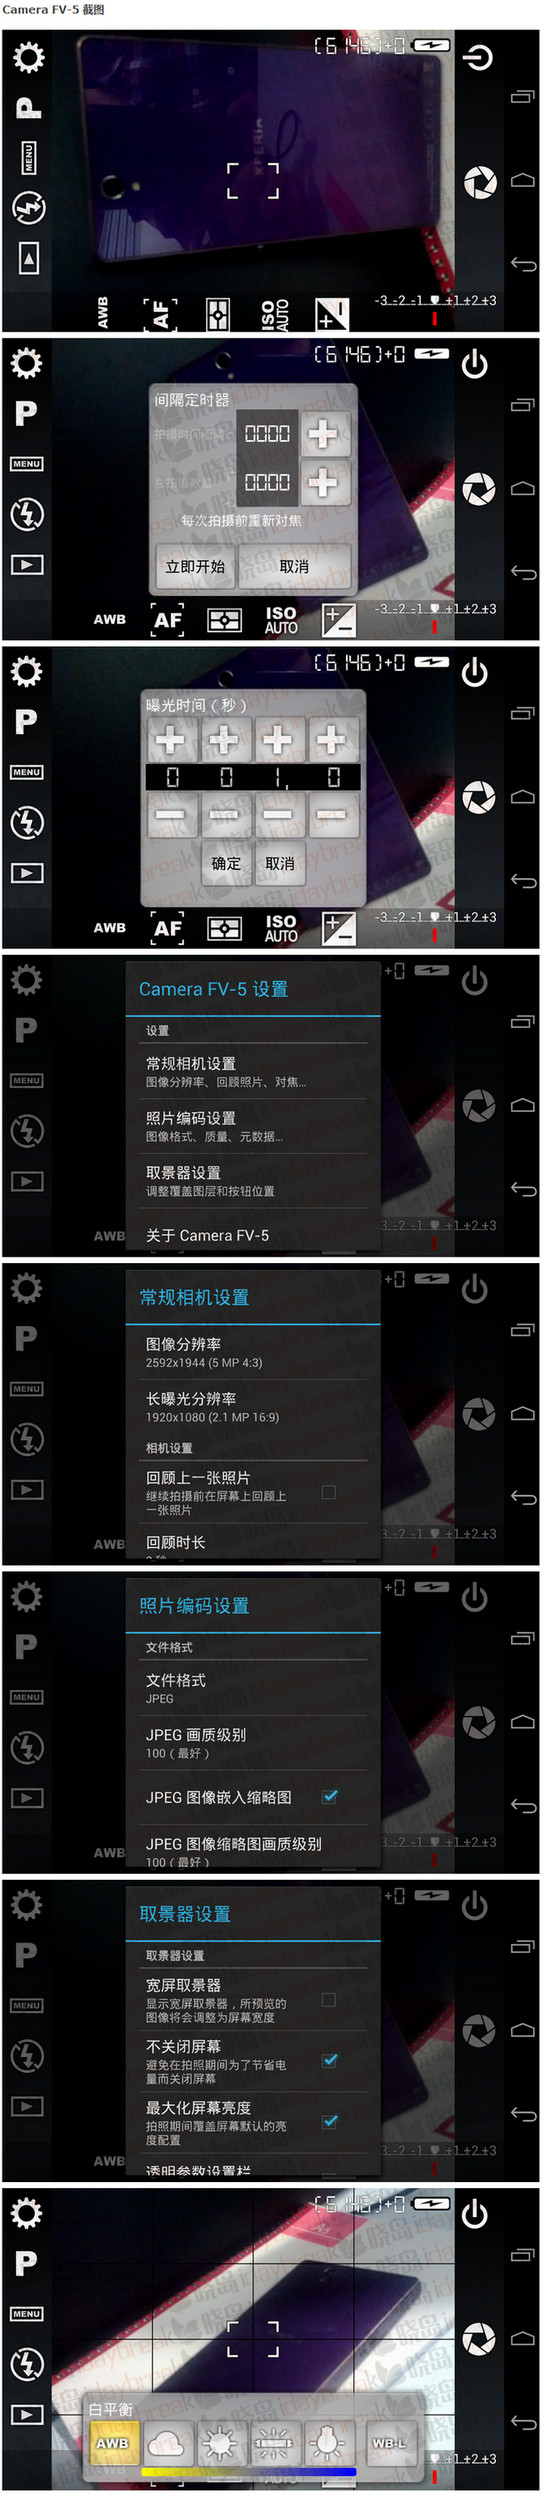 Camera FV-5 截图
[6146]+0
P
MENU
XPERIA
AWB
AF
ISO
AUTO
-3..-2..-1. .+1.+2.+3
[6146]+0
P
MENU
间隔定时器
0000
0000
每次拍摄前重新对焦
立即开始
取消
AWB
AF
ISO
AUTO
-3..-2..-1. .+1.+2.+3
[6146]+0
P
MENU
曝光时间（秒）
0 0 1, 0
确定
取消
AWB
AF
ISO
AUTO
-3..-2..-1. .+1.+2.+3
+0
P
MENU
Camera FV-5 设置
设置
常规相机设置
图像分辨率、回顾照片、对焦...
照片编码设置
图像格式、质量、元数据...
取景器设置
调整覆盖图层和按钮位置
关于 Camera FV-5
AWB
3..-2..-1. .+1.+2.+3
+0
P
MENU
常规相机设置
图像分辨率
2592x1944 (5 MP 4:3)
长曝光分辨率
1920x1080 (2.1 MP 16:9)
相机设置
回顾上一张照片
继续拍摄前在屏幕上回顾上
一张照片
回顾时长
AWB
3..-2..-1. .+1.+2.+3
+0
P
MENU
照片编码设置
文件格式
文件格式
JPEG
JPEG 画质级别
100（最好）
JPEG 图像嵌入缩略图
JPEG 图像缩略图画质级别
100（最好）
AWB
3..-2..-1. .+1.+2.+3
+0
P
MENU
取景器设置
取景器设置
宽屏取景器
显示宽屏取景器，所预览的
图像将会调整为屏幕宽度
不关闭屏幕
避免在拍照期间为了节省电
量而关闭屏幕
最大化屏幕亮度
拍照期间覆盖屏幕默认的亮
度配置
透明参数设置栏
AWB
3..-2..-1. .+1.+2.+3
[6146]+0
P
MENU
白平衡
AWB
WB-L
.+1.+2.+3